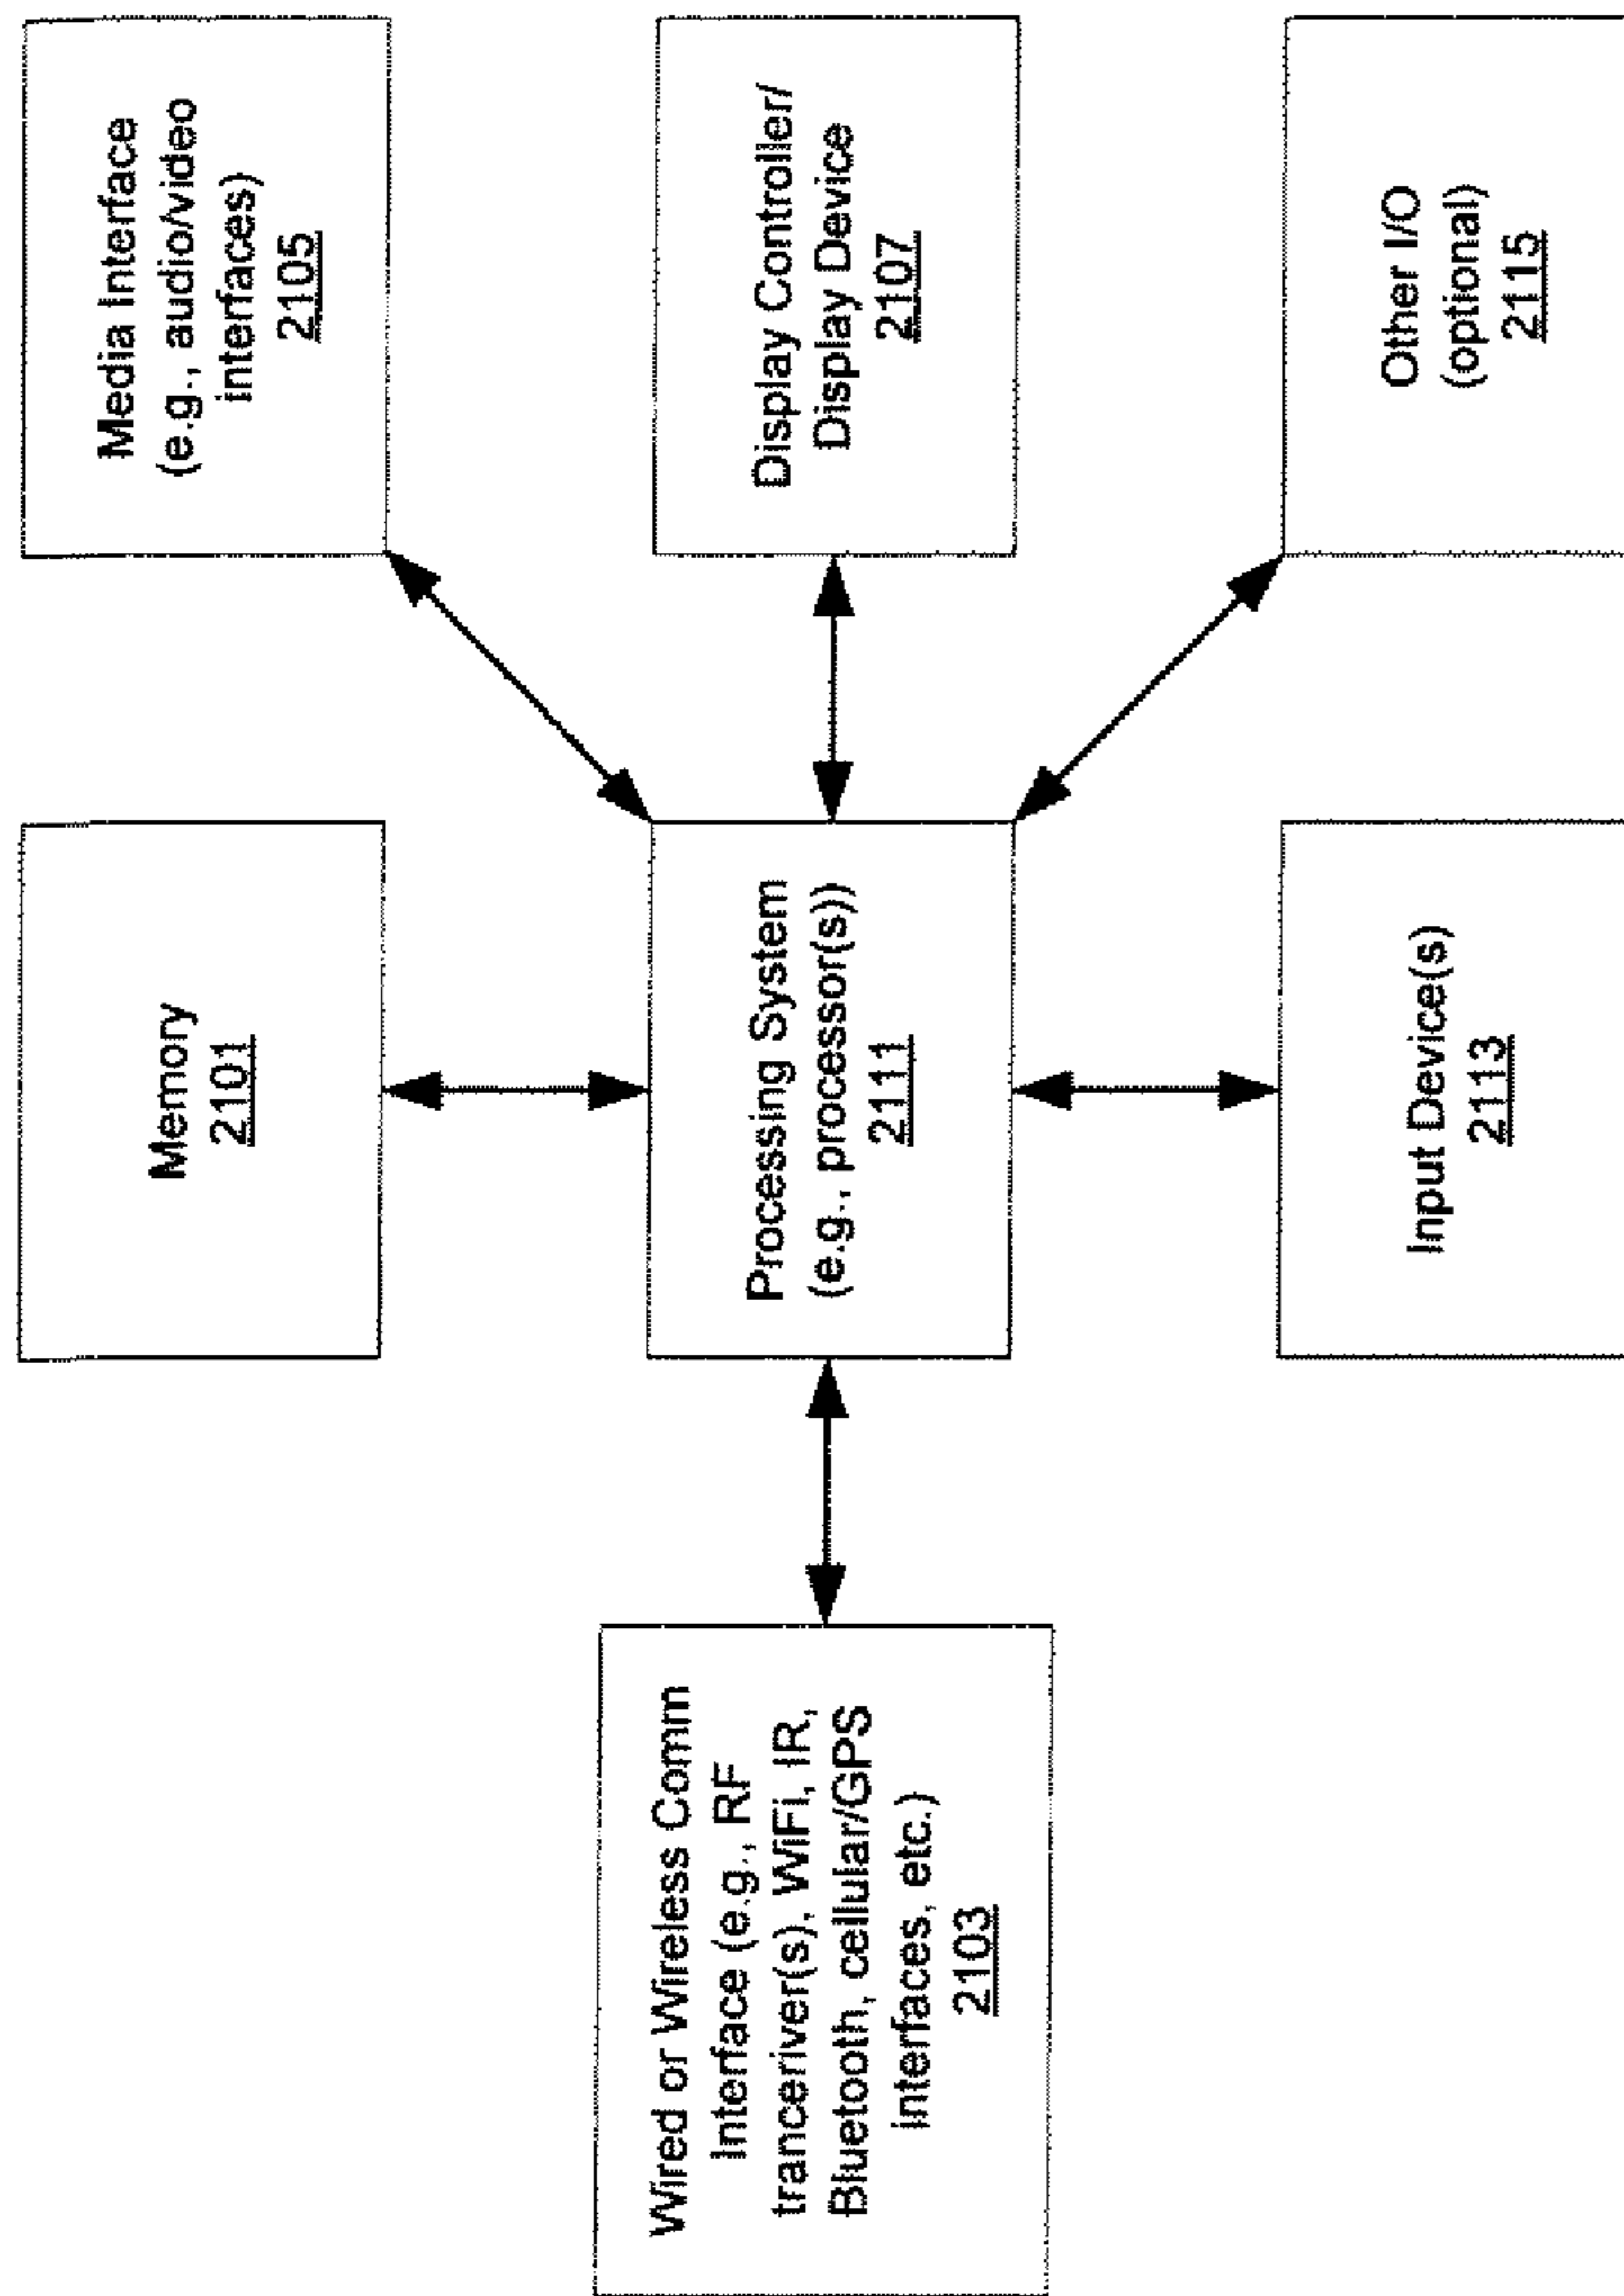 Memory
2101
Media Interface
(e.g., audio/video
interfaces)
2105
Wired or Wireless Comm
Interface (e.g., RF
tranceriver(s), WiFi, IR,
Bluetooth, cellular/GPS
interfaces, etc.)
2103
Processing System
(e.g., processor(s))
2111
Display Controller/
Display Device
2107
Input Device(s)
2113
Other I/O
(optional)
2115